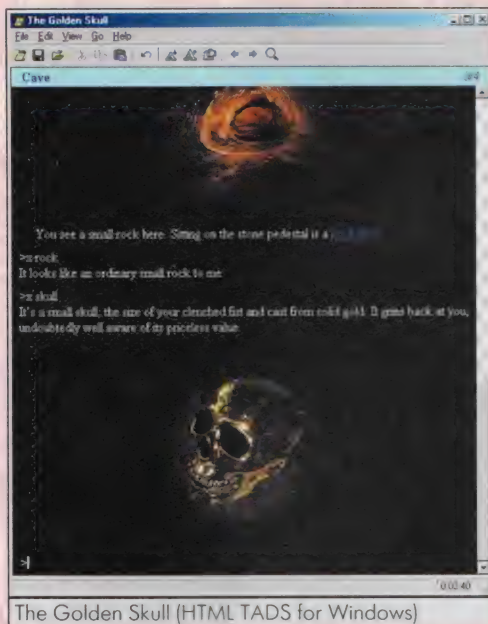 The Golden Skull
File Edit View Go Help
Cave
You see a small rock here. Sitting on the stone pedestal is a
>x rock
It looks like an ordinary small rock to me.
>x skull
It's a small skull, the size of your clenched fist and cast from solid gold. It grins back at you,
undoubtedly well aware of its priceless value.
>
0:03:40
The Golden Skull (HTML TADS for Windows)